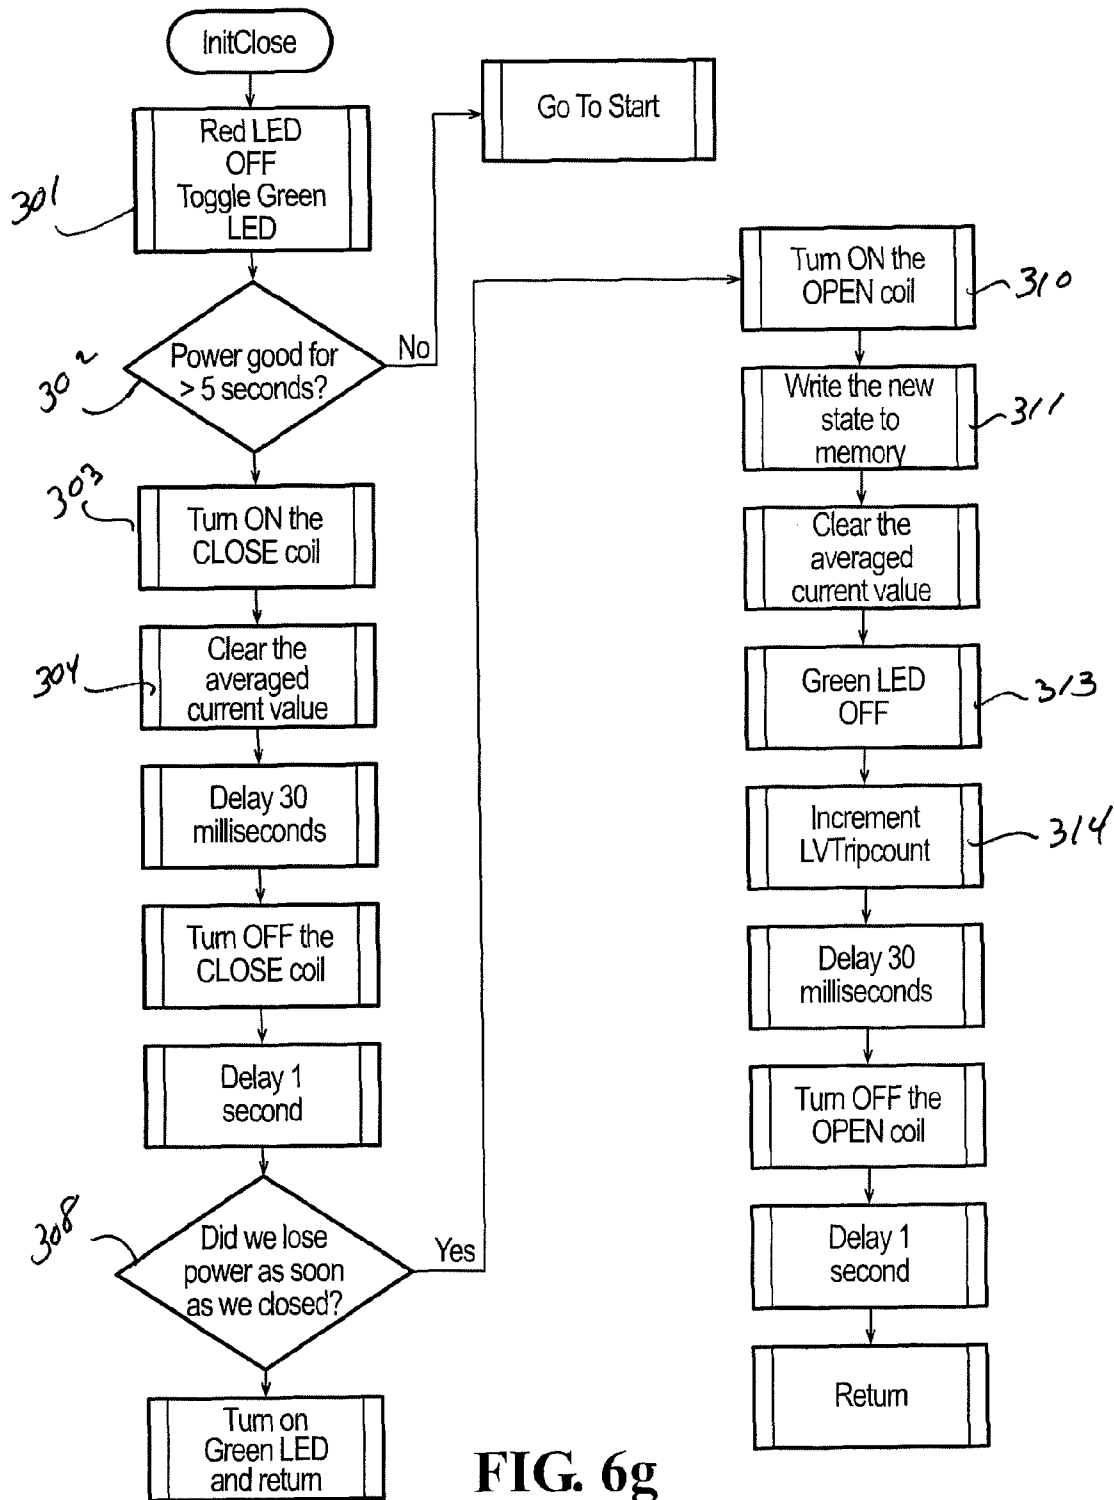 InitClose
Red LED
OFF
Toggle Green
LED
301
Power good for
> 5 seconds?
302
No
Go To Start
303
Turn ON the
CLOSE coil
304
Clear the
averaged
current value
Delay 30
milliseconds
Turn OFF the
CLOSE coil
Delay 1
second
308
Did we lose
power as soon
as we closed?
Yes
Turn on
Green LED
and return
Turn ON the
OPEN coil
310
Write the new
state to
memory
311
Clear the
averaged
current value
Green LED
OFF
313
Increment
LVTripcount
314
Delay 30
milliseconds
Turn OFF the
OPEN coil
Delay 1
second
Return
FIG. 6g